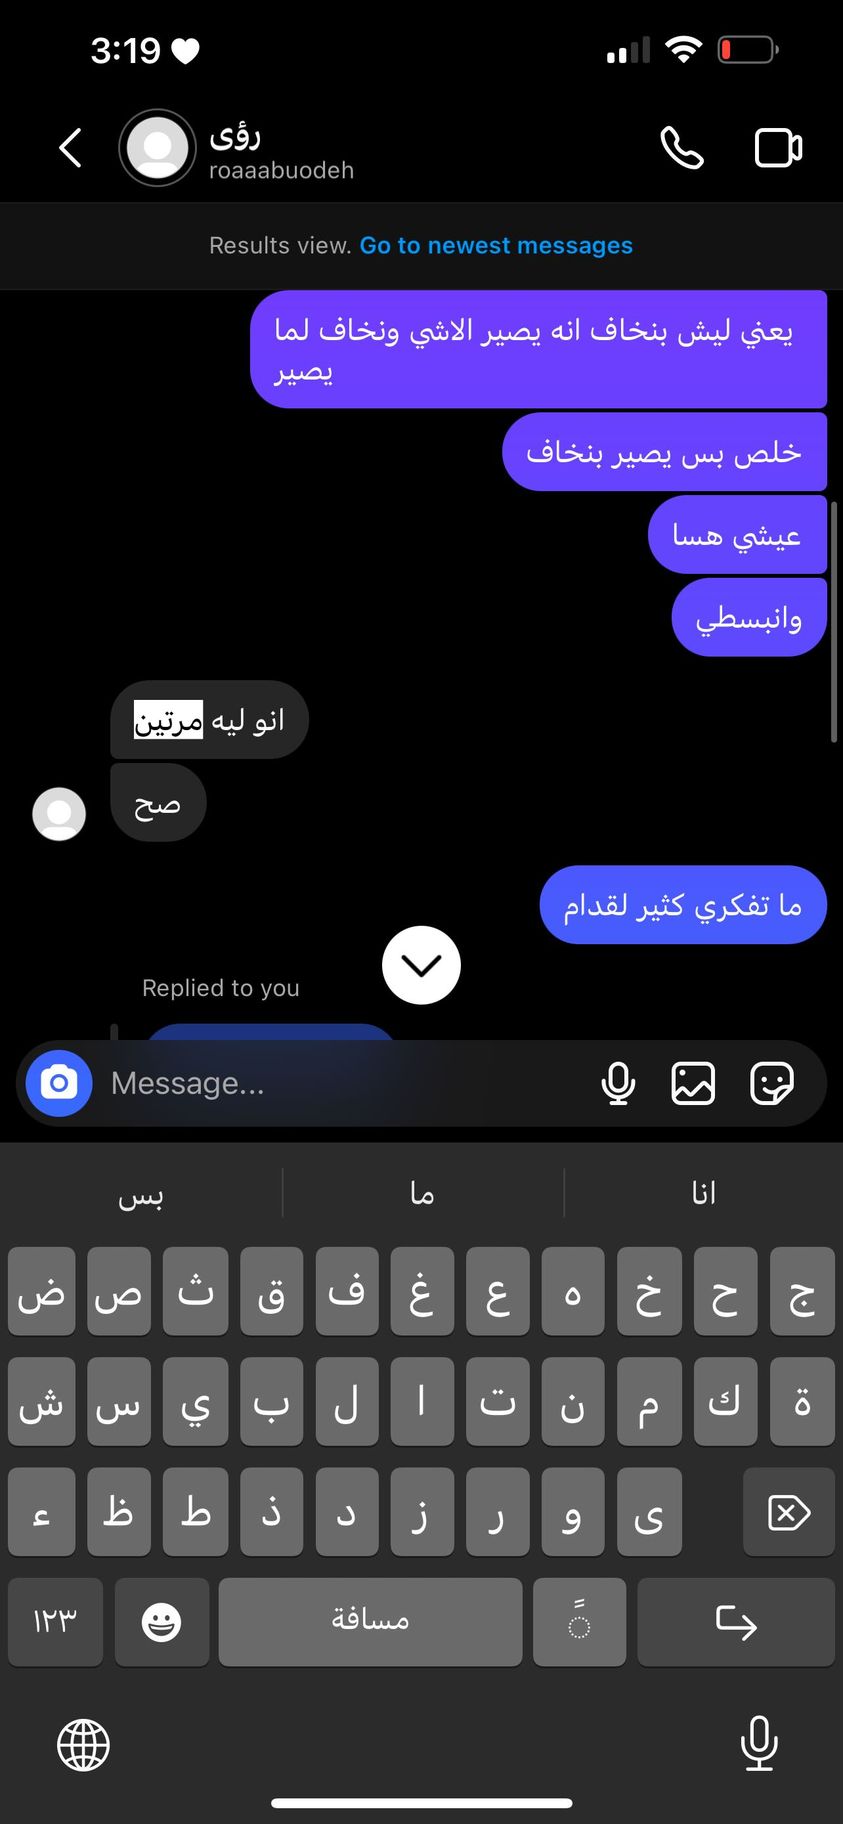 3:19
رؤى
roaaabuodeh
Results view. Go to newest messages
يعني ليش بنخاف انه يصير الاشي ونخاف لما
يصير
خلص بس يصير بنخاف
عيشي هسا
وانبسطي
انو ليه مرتين
صح
ما تفكري كثير لقدام
Replied to you
Message...
انا ما بس
ج ح خ ه ع غ ف ق ث ص ض
ة ك م ن ت ا ل ب ي س ش
ى و ر ز د ذ ط ظ ء
١٢٣ مسافة